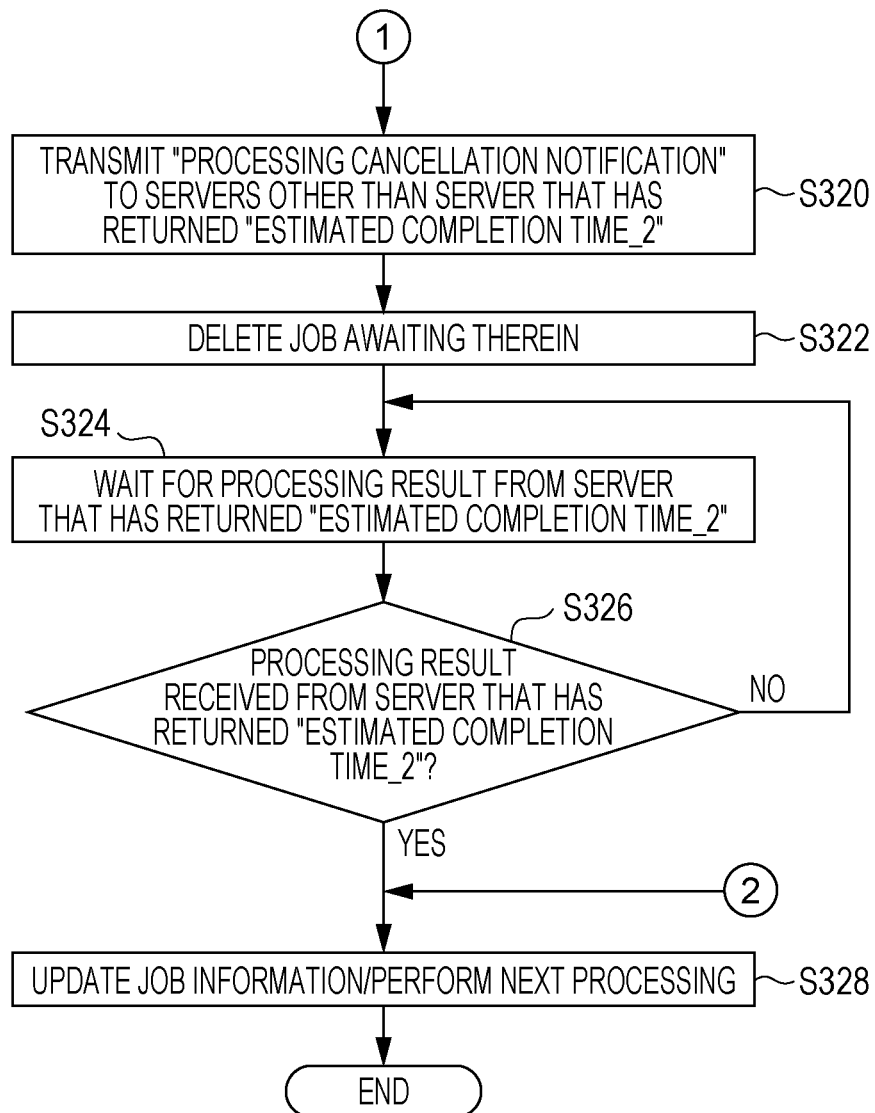 1
TRANSMIT "PROCESSING CANCELLATION NOTIFICATION"
TO SERVERS OTHER THAN SERVER THAT HAS
RETURNED "ESTIMATED COMPLETION TIME_2"
S320
DELETE JOB AWAITING THEREIN
S322
S324
WAIT FOR PROCESSING RESULT FROM SERVER
THAT HAS RETURNED "ESTIMATED COMPLETION TIME_2"
S326
PROCESSING RESULT
RECEIVED FROM SERVER THAT HAS
RETURNED "ESTIMATED COMPLETION
TIME_2"?
NO
YES
2
UPDATE JOB INFORMATION/PERFORM NEXT PROCESSING
S328
END